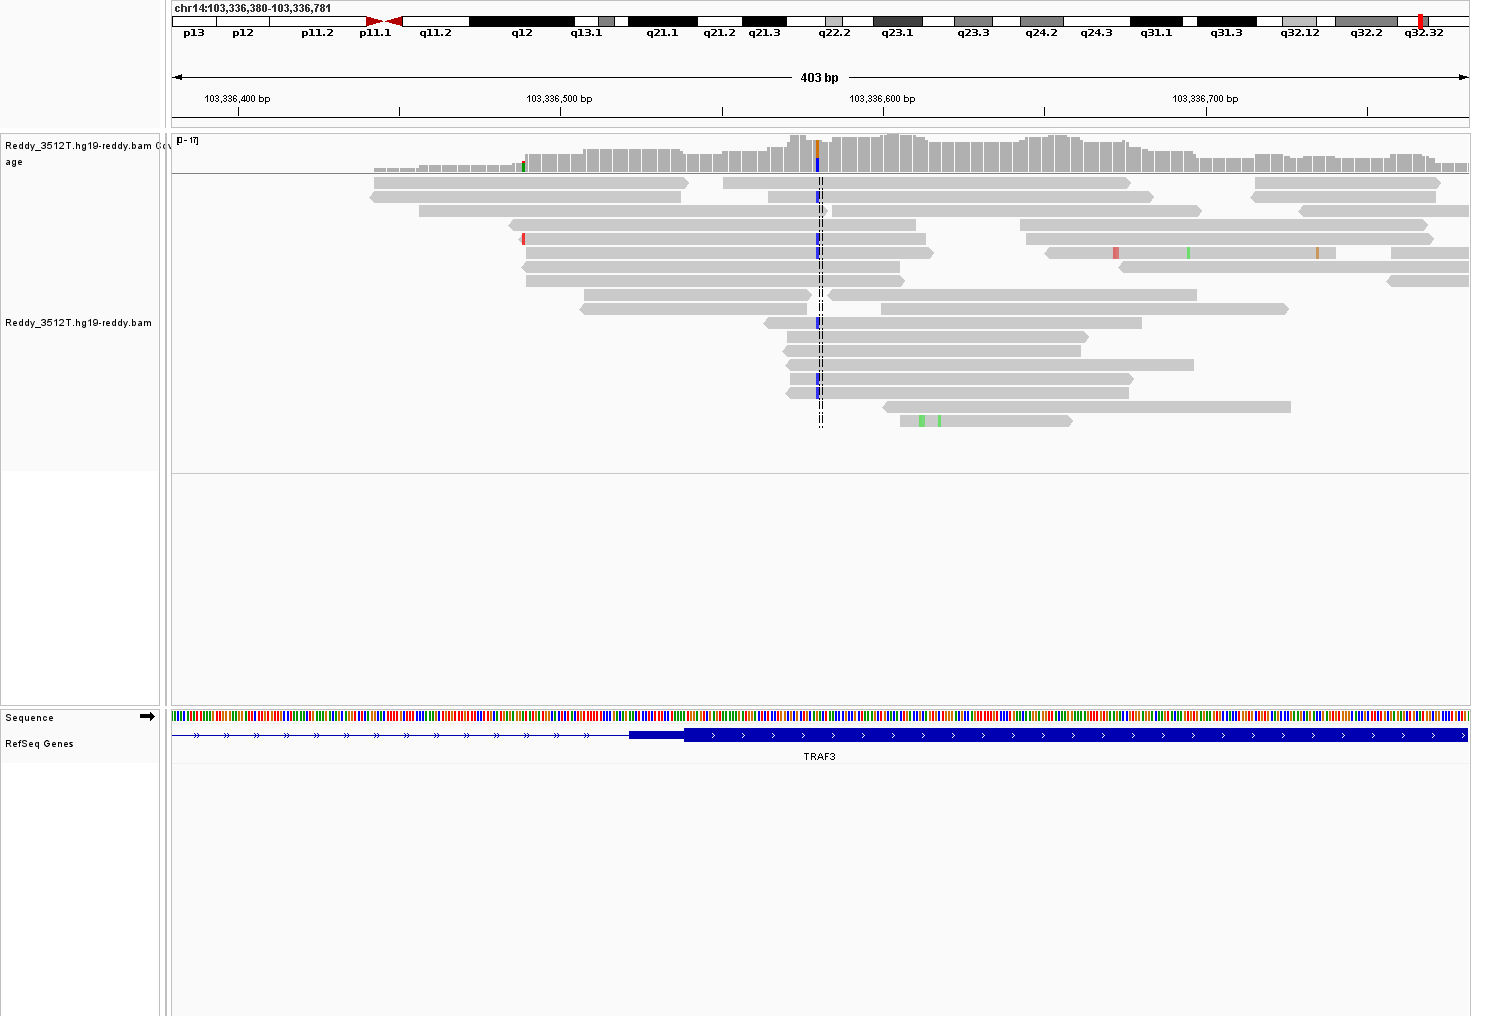 chr14:103,336,380-103,336,781
p13 p12 p11.2 p11.1 q11.2 q12 q13.1 q21.1 q21.2 q21.3 q22.2 q23.1 q23.3 q24.2 q24.3 q31.1 q31.3 q32.12 q32.2 q32.32
403 bp
103,336,400 bp 103,336,500 bp 103,336,600 bp 103,336,700 bp
[0 - 17]
Reddy_3512T.hg19-reddy.bam Cov
age
Reddy_3512T.hg19-reddy.bam
Sequence
RefSeq Genes
TRAF3